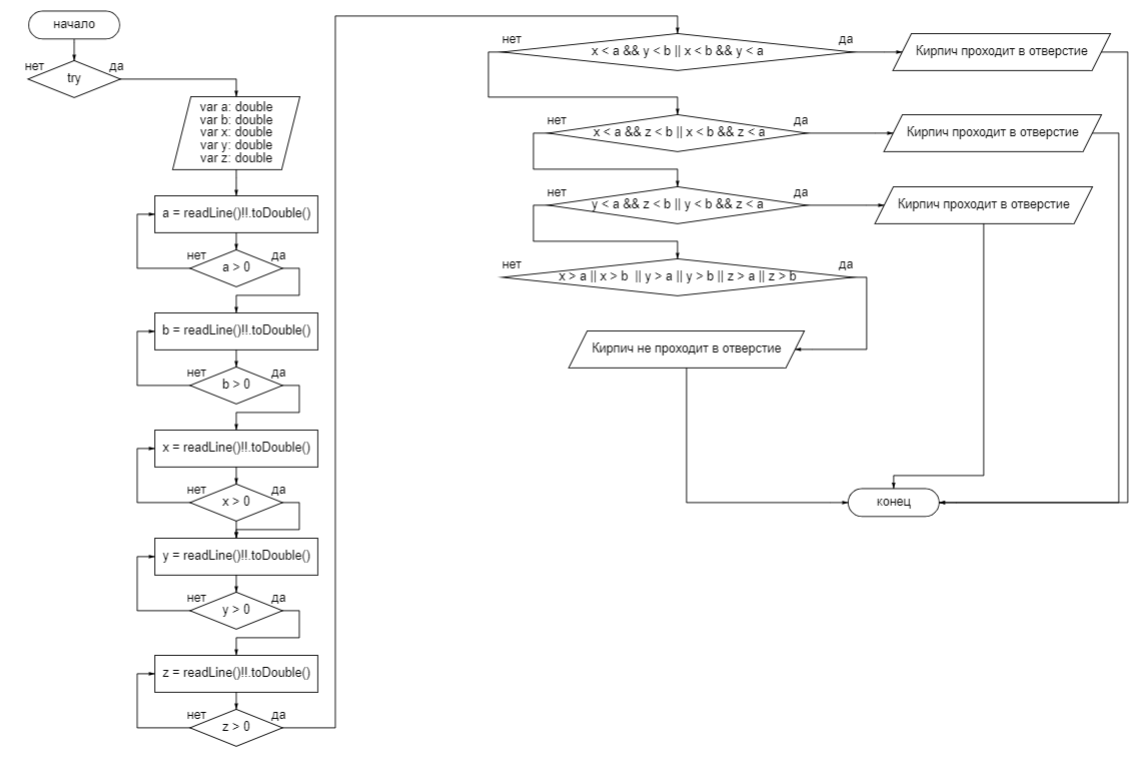 начало
нет
да
try
var a: double
var b: double
var x: double
var y: double
var z: double
a = readLine()!!.toDouble()
нет
да
a > 0
b = readLine()!!.toDouble()
нет
да
b > 0
x = readLine()!!.toDouble()
нет
да
x > 0
y = readLine()!!.toDouble()
нет
да
y > 0
z = readLine()!!.toDouble()
нет
да
z > 0
нет
да
x < a && y < b || x < b && y < a
Кирпич проходит в отверстие
нет
да
x < a && z < b || x < b && z < a
Кирпич проходит в отверстие
нет
да
y < a && z < b || y < b && z < a
Кирпич проходит в отверстие
нет
да
x > a || x > b || y > a || y > b || z > a || z > b
Кирпич не проходит в отверстие
конец